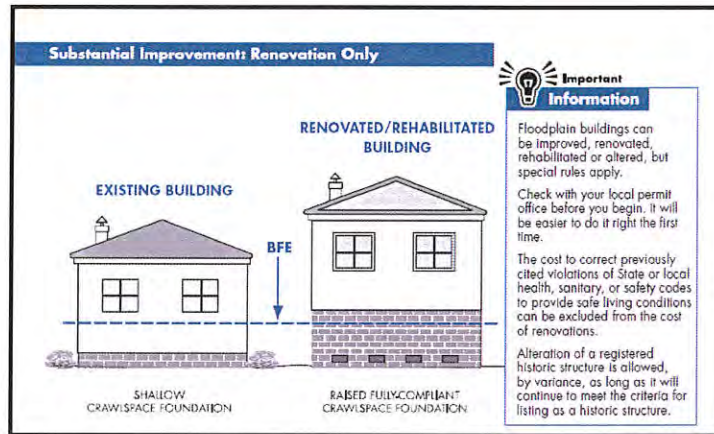 Substantial Improvement: Renovation Only
EXISTING BUILDING
BFE
RENOVATED/REHABILITATED
BUILDING
SHALLOW
CRAWLSPACE FOUNDATION
RAISED FULLY-COMPLIANT
CRAWLSPACE FOUNDATION
Important
Information
Floodplain buildings can
be improved, renovated,
rehabilitated or altered, but
special rules apply.
Check with your local permit
office before you begin. It will
be easier to do it right the first
time.
The cost to correct previously
cited violations of State or local
health, sanitary, or safety codes
to provide safe living conditions
can be excluded from the cost
of renovations.
Alteration of a registered
historic structure is allowed,
by variance, as long as it will
continue to meet the criteria for
listing as a historic structure.